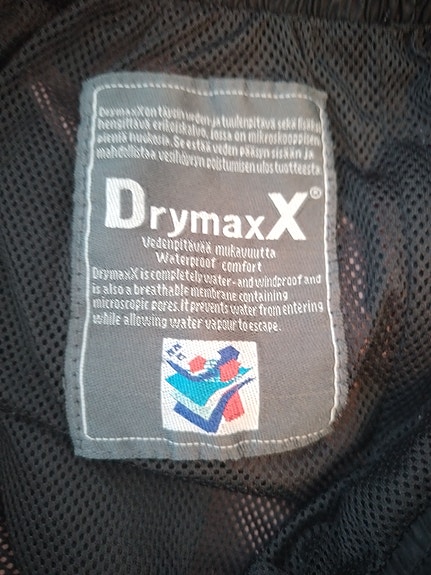 DrymaxX on täysin veden ja tuulenpitävä sekä lisäksi
hengittävä erikoiskalvo, jossa on mikroskooppisen
pieniä huokosia. Se estää veden pääsyn sisään ja
mahdollistaa vesihöyryn poistumisen ulos tuotteesta.
DrymaxX®
Vedenpitävää mukavuutta
Waterproof comfort
DrymaxX is completely water- and windproof and
is also a breathable membrane containing
microscopic pores. It prevents water from entering
while allowing water vapour to escape.